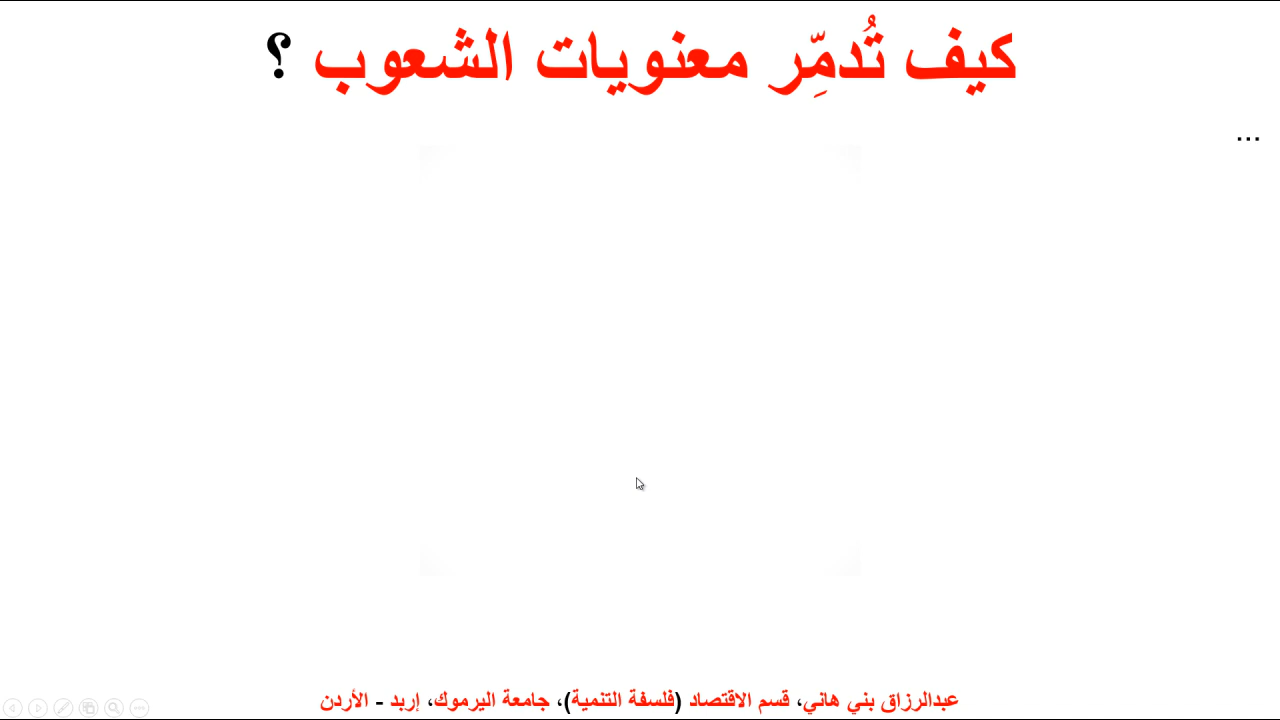 كيف تُدمِّر معنويات الشعوب ؟
...
عبدالرزاق بني هاني، قسم الاقتصاد (فلسفة التنمية)، جامعة اليرموك، إربد - الأردن